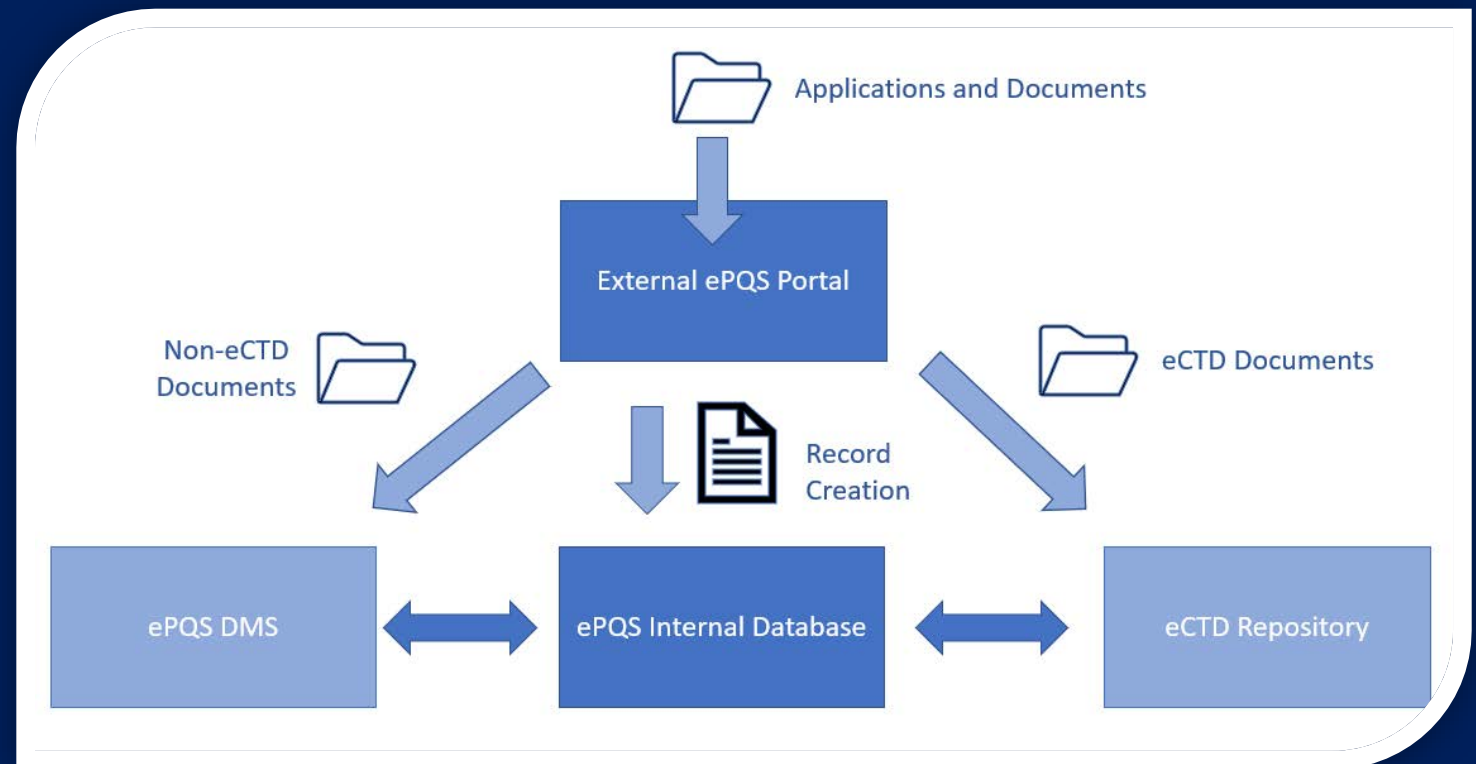 Applications and Documents
External ePQS Portal
Non-eCTD
Documents
eCTD Documents
Record
Creation
ePQS DMS
ePQS Internal Database
eCTD Repository